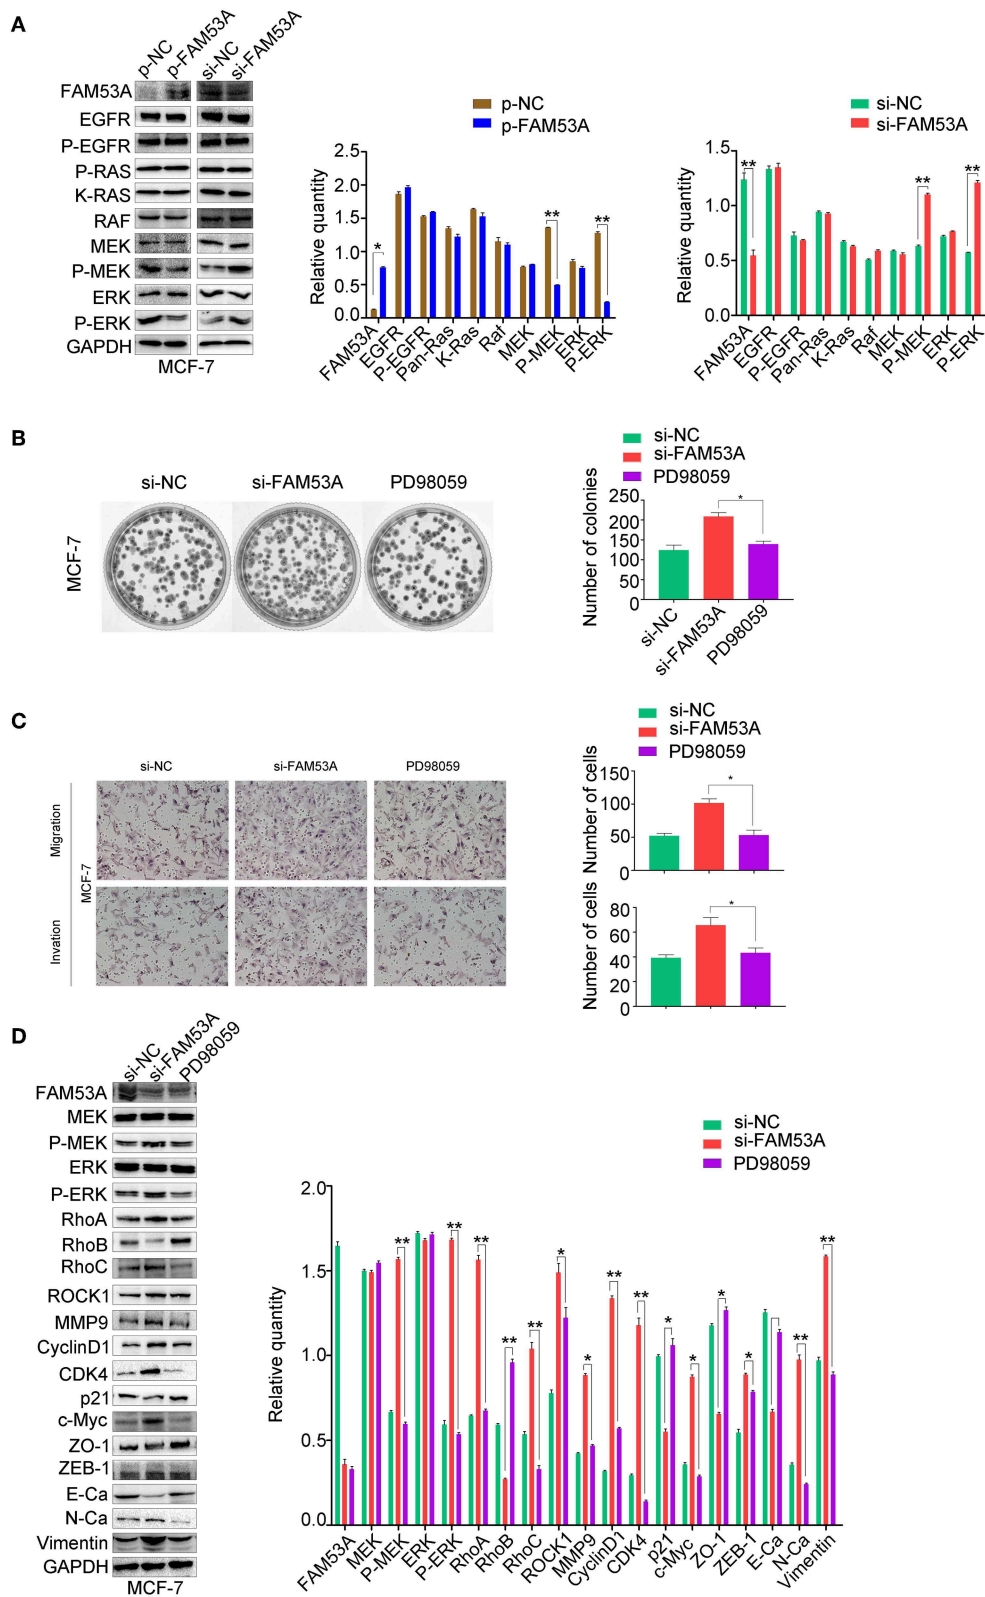 A
p-NC
p-FAM53A
si-NC
si-FAM53A
FAM53A
EGFR
P-EGFR
P-RAS
K-RAS
RAF
MEK
P-MEK
ERK
P-ERK
GAPDH
MCF-7
p-NC
p-FAM53A
Relative quantity
2.5
2.0
1.5
1.0
0.5
0.0
* ** **
FAM53A
EGFR
P-EGFR
Pan-Ras
K-Ras
Raf
MEK
P-MEK
ERK
P-ERK
si-NC
si-FAM53A
Relative quantity
1.5
1.0
0.5
0.0
** ** **
FAM53A
EGFR
P-EGFR
Pan-Ras
K-Ras
Raf
MEK
P-MEK
ERK
P-ERK
B
si-NC si-FAM53A PD98059
MCF-7
si-NC
si-FAM53A
PD98059
Number of colonies
250
200
150
100
50
0
*
si-NC
si-FAM53A
PD98059
C
si-NC si-FAM53A PD98059
MCF-7
Migration
Invation
si-NC
si-FAM53A
PD98059
Number of cells
150
100
50
0
*
Number of cells
80
60
40
20
0
*
D
si-NC
si-FAM53A
PD98059
FAM53A
MEK
P-MEK
ERK
P-ERK
RhoA
RhoB
RhoC
ROCK1
MMP9
CyclinD1
CDK4
p21
c-Myc
ZO-1
ZEB-1
E-Ca
N-Ca
Vimentin
GAPDH
MCF-7
si-NC
si-FAM53A
PD98059
Relative quantity
2.0
1.5
1.0
0.5
0.0
** ** ** ** ** * * ** ** * * * * ** **
FAM53A
MEK
P-MEK
ERK
P-ERK
RhoA
RhoB
RhoC
ROCK1
MMP9
CyclinD1
CDK4
p21
c-Myc
ZO-1
ZEB-1
E-Ca
N-Ca
Vimentin